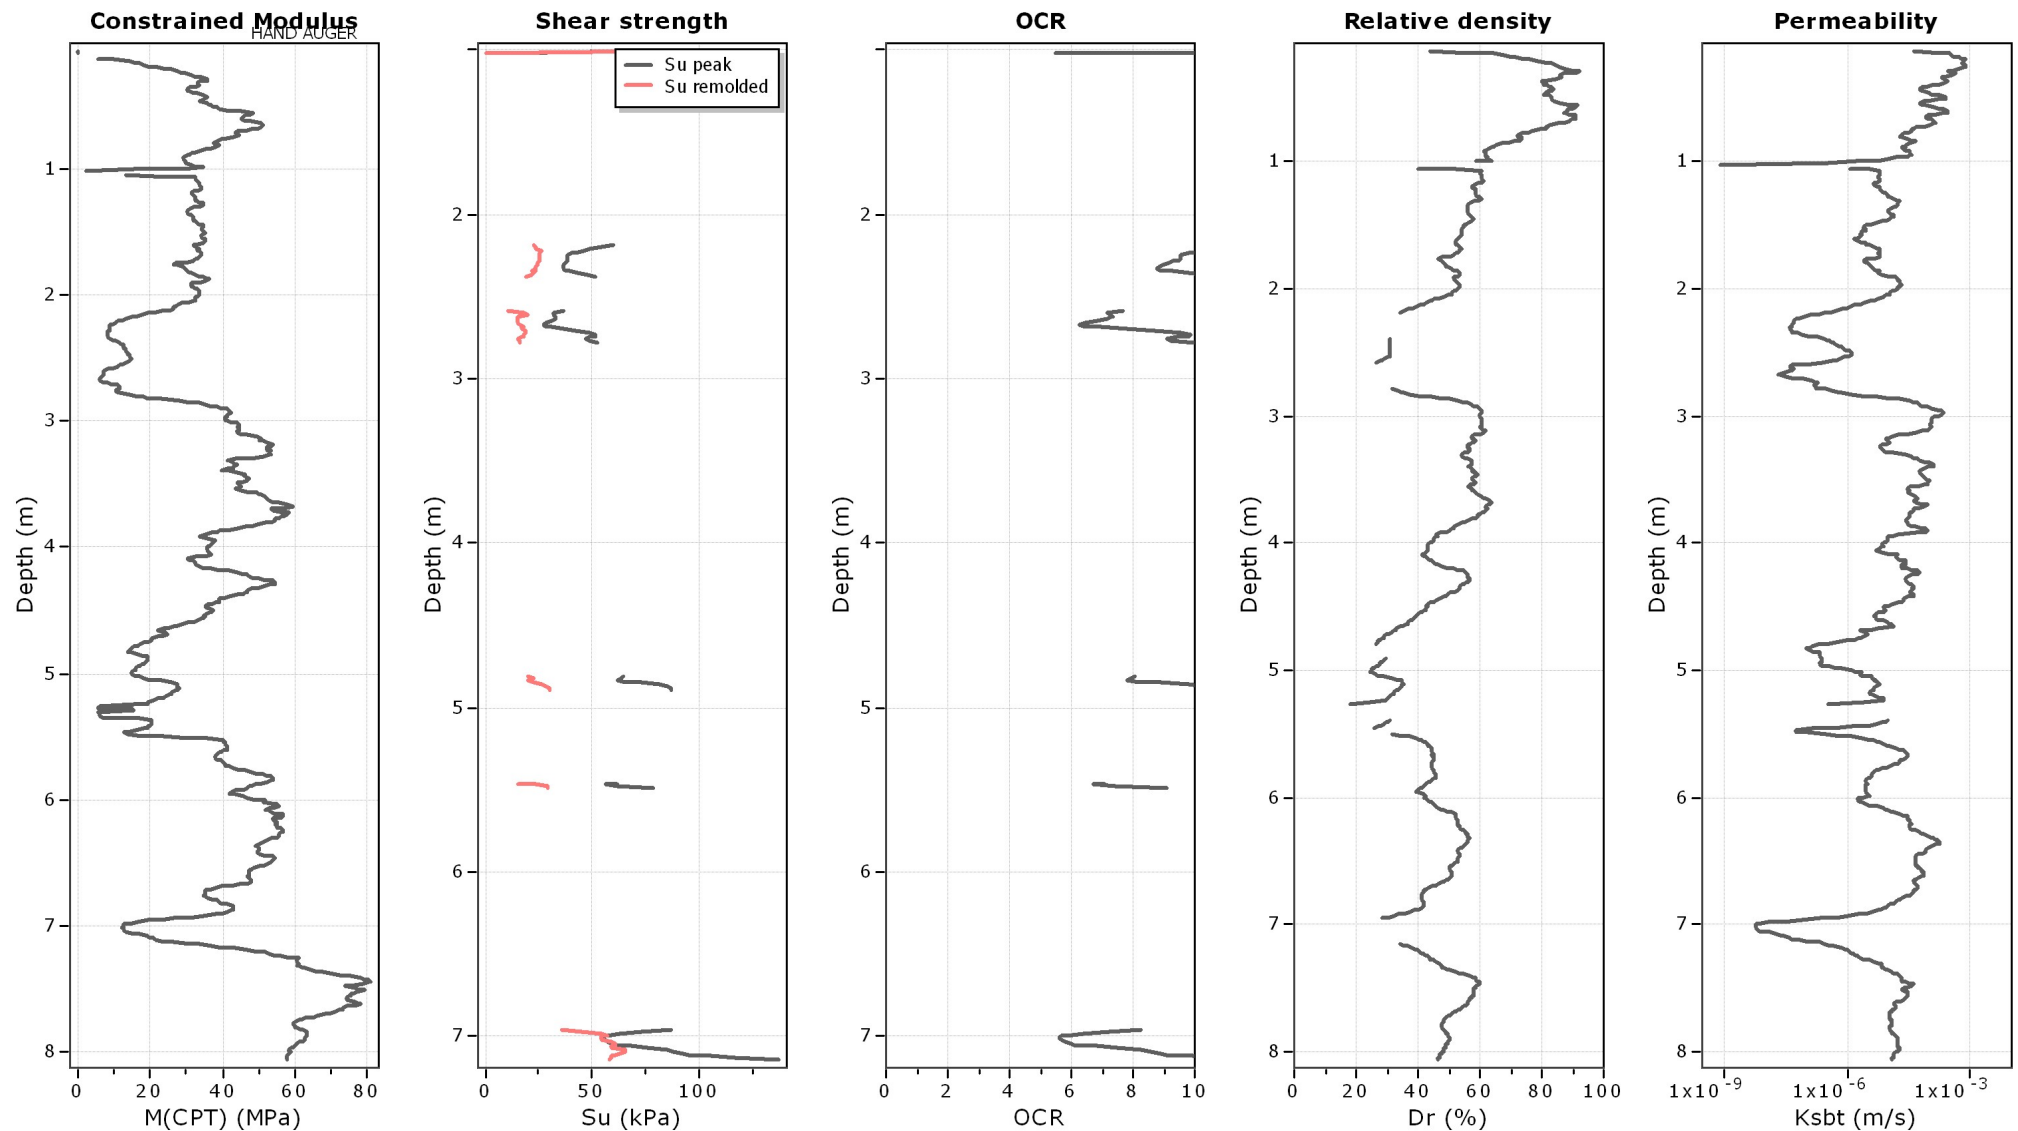 Constrained Modulus
HAND AUGER
1
2
3
4
5
6
7
8
Depth (m)
0
20
40
60
80
M(CPT) (MPa)
Shear strength
Su peak
Su remolded
2
3
4
5
6
7
Depth (m)
0
50
100
Su (kPa)
OCR
2
3
4
5
6
7
Depth (m)
0
2
4
6
8
10
OCR
Relative density
1
2
3
4
5
6
7
8
Depth (m)
0
20
40
60
80
100
Dr (%)
Permeability
1
2
3
4
5
6
7
8
Depth (m)
1x10⁻⁹
1x10⁻⁶
1x10⁻³
Ksbt (m/s)